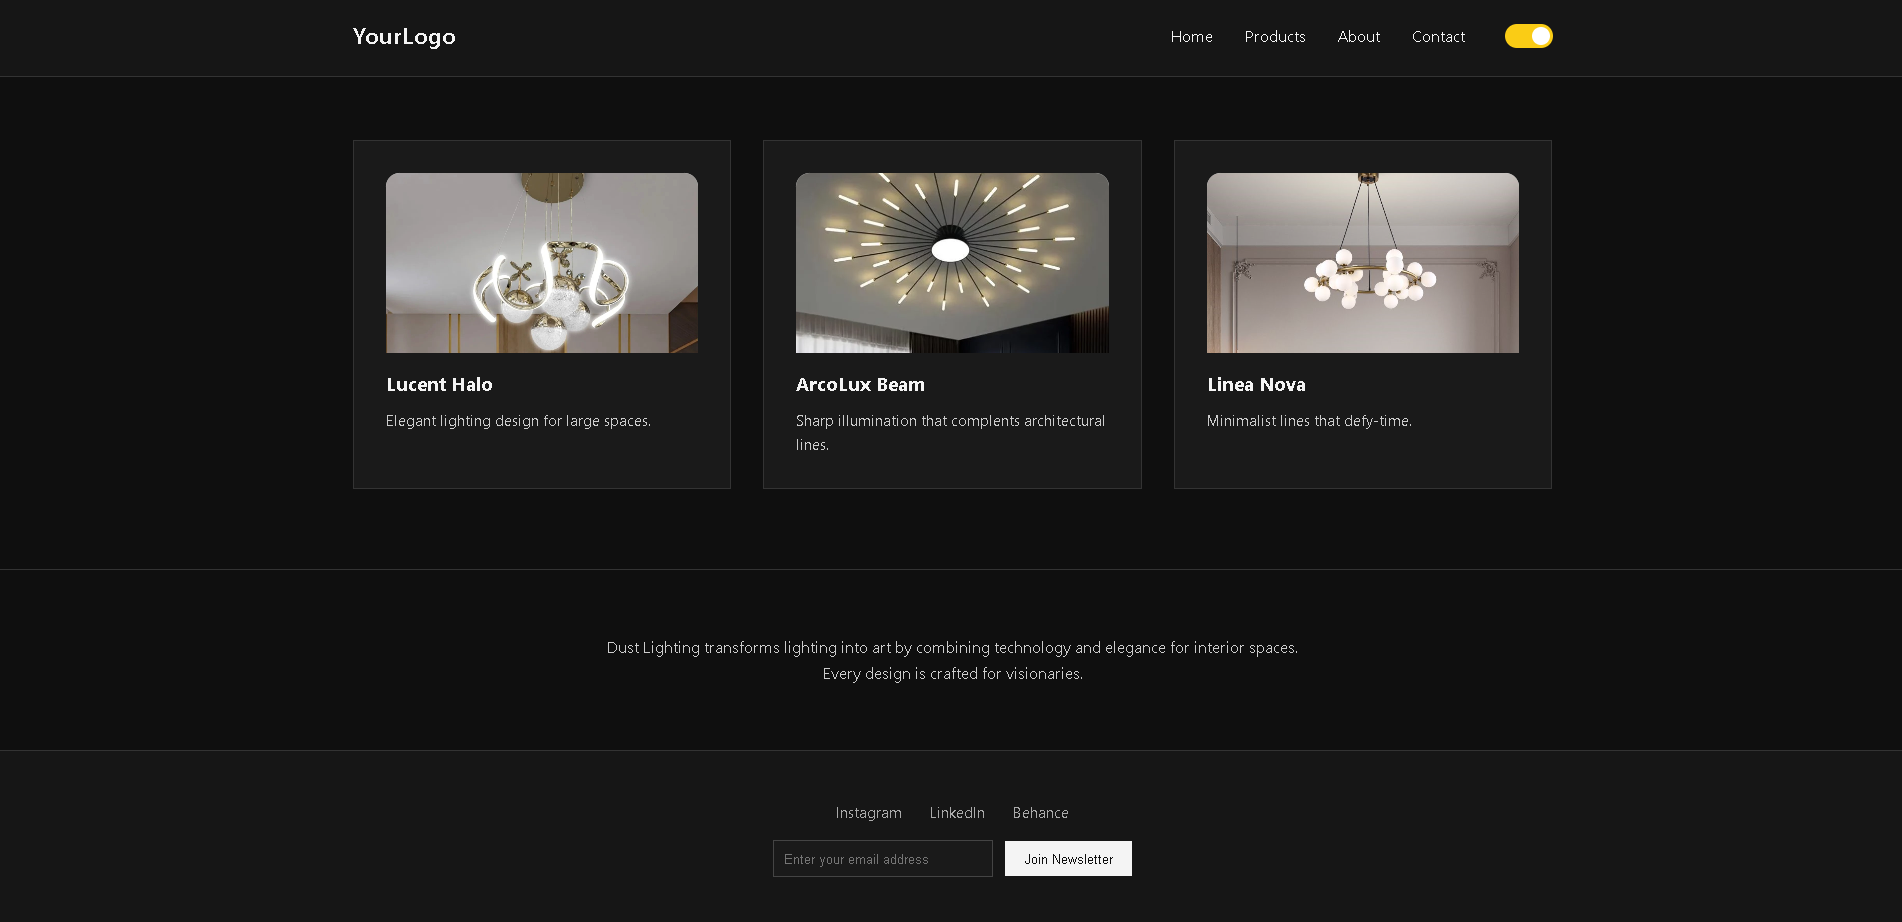 YourLogo
Home Products About Contact
Lucent Halo
Elegant lighting design for large spaces.
ArcoLux Beam
Sharp illumination that complents architectural
lines.
Linea Nova
Minimalist lines that defy-time.
Dust Lighting transforms lighting into art by combining technology and elegance for interior spaces.
Every design is crafted for visionaries.
Instagram LinkedIn Behance
Enter your email address
Join Newsletter